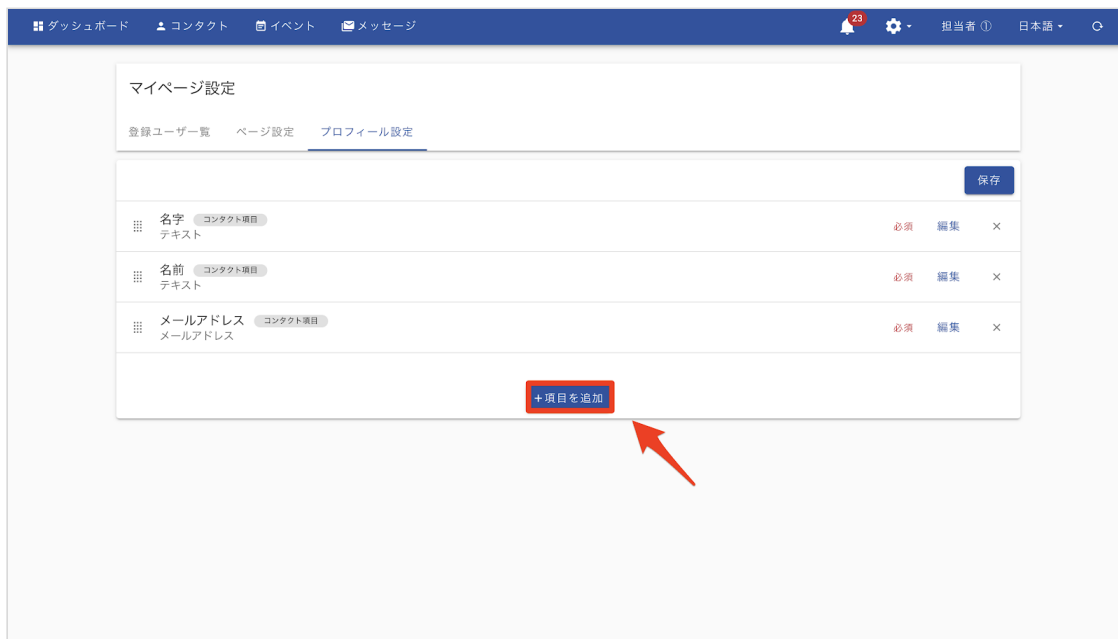 ダッシュボード コンタクト イベント メッセージ 23 担当者 ① 日本語
マイページ設定
登録ユーザ一覧 ページ設定 プロフィール設定
保存
名字 コンタクト項目
テキスト
必須 編集 ×
名前 コンタクト項目
テキスト
必須 編集 ×
メールアドレス コンタクト項目
メールアドレス
必須 編集 ×
+項目を追加